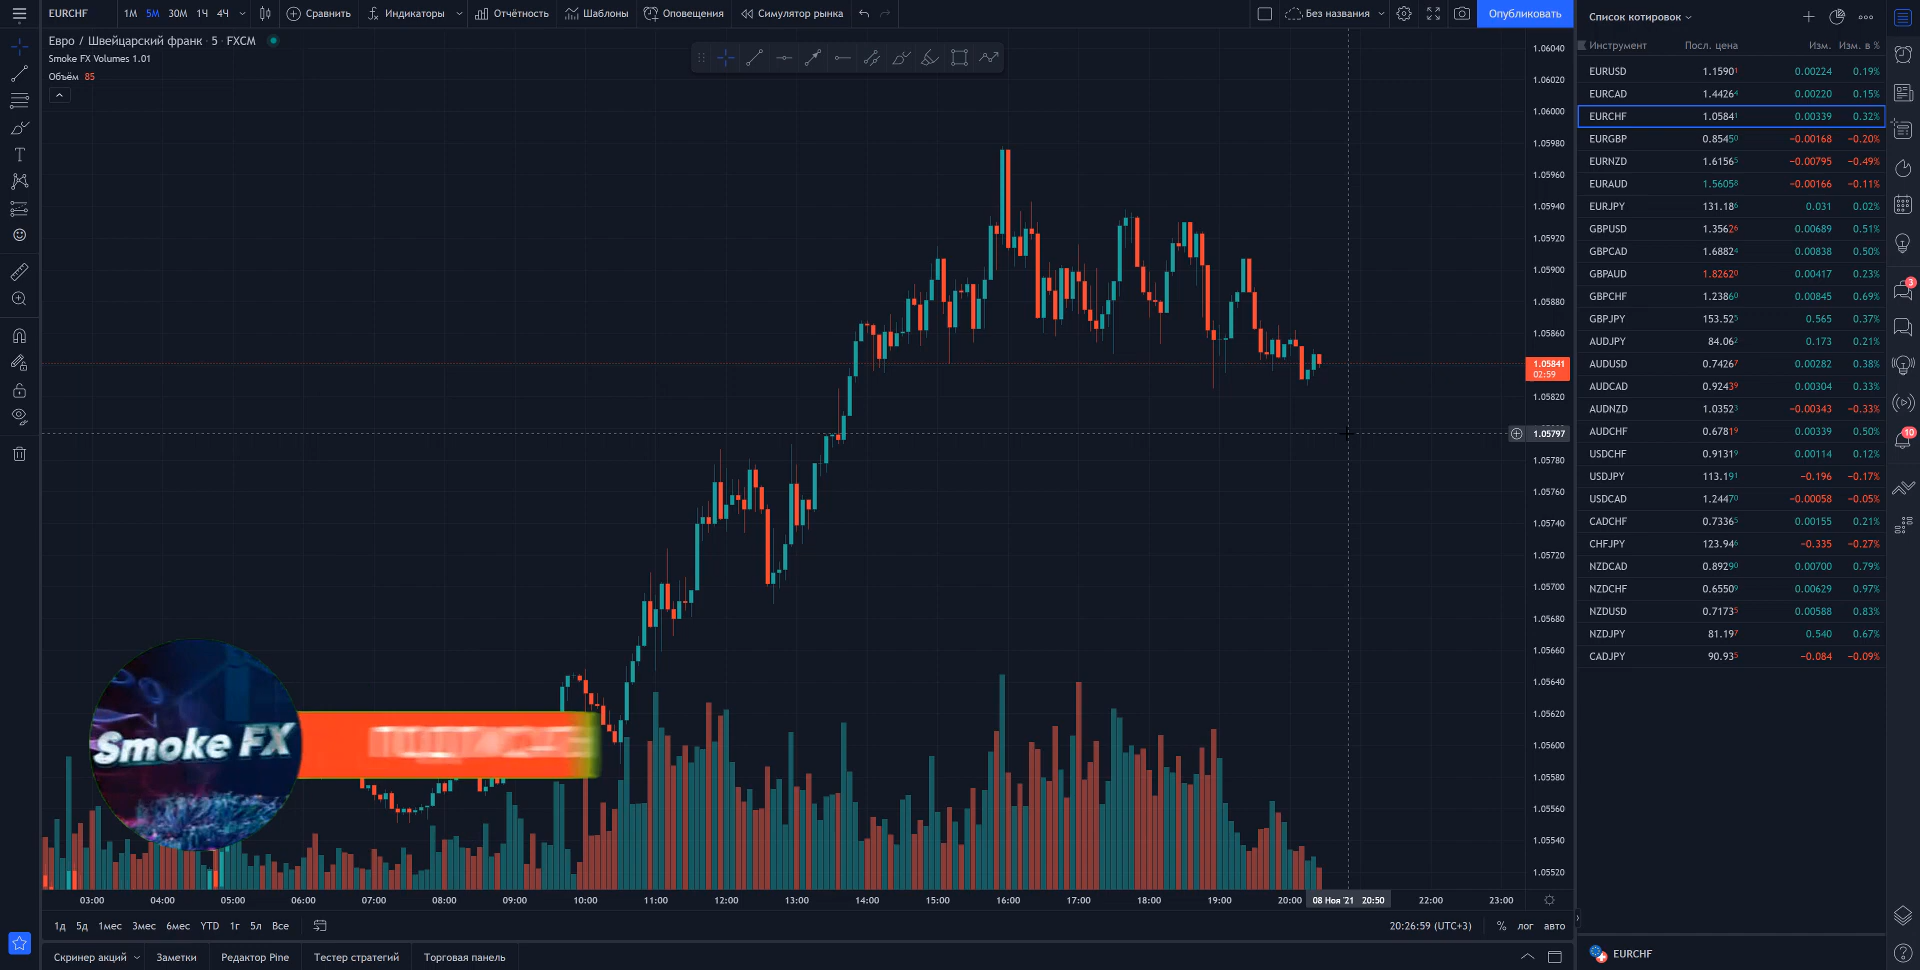 EURCHF 1М 5М 30М 1Ч 4Ч Сравнить Индикаторы Отчётность Шаблоны Оповещения Симулятор рынка Без названия Опубликовать
Евро / Швейцарский франк · 5 · FXCM
Smoke FX Volumes 1.01
Объём 85
1.06040
1.06020
1.06000
1.05980
1.05960
1.05940
1.05920
1.05900
1.05880
1.05860
1.05841
02:59
1.05820
1.05797
1.05780
1.05760
1.05740
1.05720
1.05700
1.05680
1.05660
1.05640
1.05620
1.05600
1.05580
1.05560
1.05540
1.05520
Smoke FX
03:00 04:00 05:00 06:00 07:00 08:00 09:00 10:00 11:00 12:00 13:00 14:00 15:00 16:00 17:00 18:00 19:00 20:00 08 Ноя '21 20:50 22:00 23:00
1д 5д 1мес 3мес 6мес YTD 1г 5л Все 20:26:59 (UTC+3) % лог авто
Скринер акций Заметки Редактор Pine Тестер стратегий Торговая панель
Список котировок
Инструмент Посл. цена Изм. Изм. в %
EURUSD 1.15901 0.00224 0.19%
EURCAD 1.44264 0.00220 0.15%
EURCHF 1.05841 0.00339 0.32%
EURGBP 0.85450 −0.00168 −0.20%
EURNZD 1.61565 −0.00795 −0.49%
EURAUD 1.56058 −0.00166 −0.11%
EURJPY 131.186 0.031 0.02%
GBPUSD 1.35626 0.00689 0.51%
GBPCAD 1.68824 0.00838 0.50%
GBPAUD 1.82620 0.00417 0.23%
GBPCHF 1.23860 0.00845 0.69%
GBPJPY 153.525 0.565 0.37%
AUDJPY 84.062 0.173 0.21%
AUDUSD 0.74267 0.00282 0.38%
AUDCAD 0.92439 0.00304 0.33%
AUDNZD 1.03523 −0.00343 −0.33%
AUDCHF 0.67819 0.00339 0.50%
USDCHF 0.91319 0.00114 0.12%
USDJPY 113.191 −0.196 −0.17%
USDCAD 1.24470 −0.00058 −0.05%
CADCHF 0.73365 0.00155 0.21%
CHFJPY 123.946 −0.335 −0.27%
NZDCAD 0.89290 0.00700 0.79%
NZDCHF 0.65509 0.00629 0.97%
NZDUSD 0.71735 0.00588 0.83%
NZDJPY 81.197 0.540 0.67%
CADJPY 90.935 −0.084 −0.09%
EURCHF
3
10